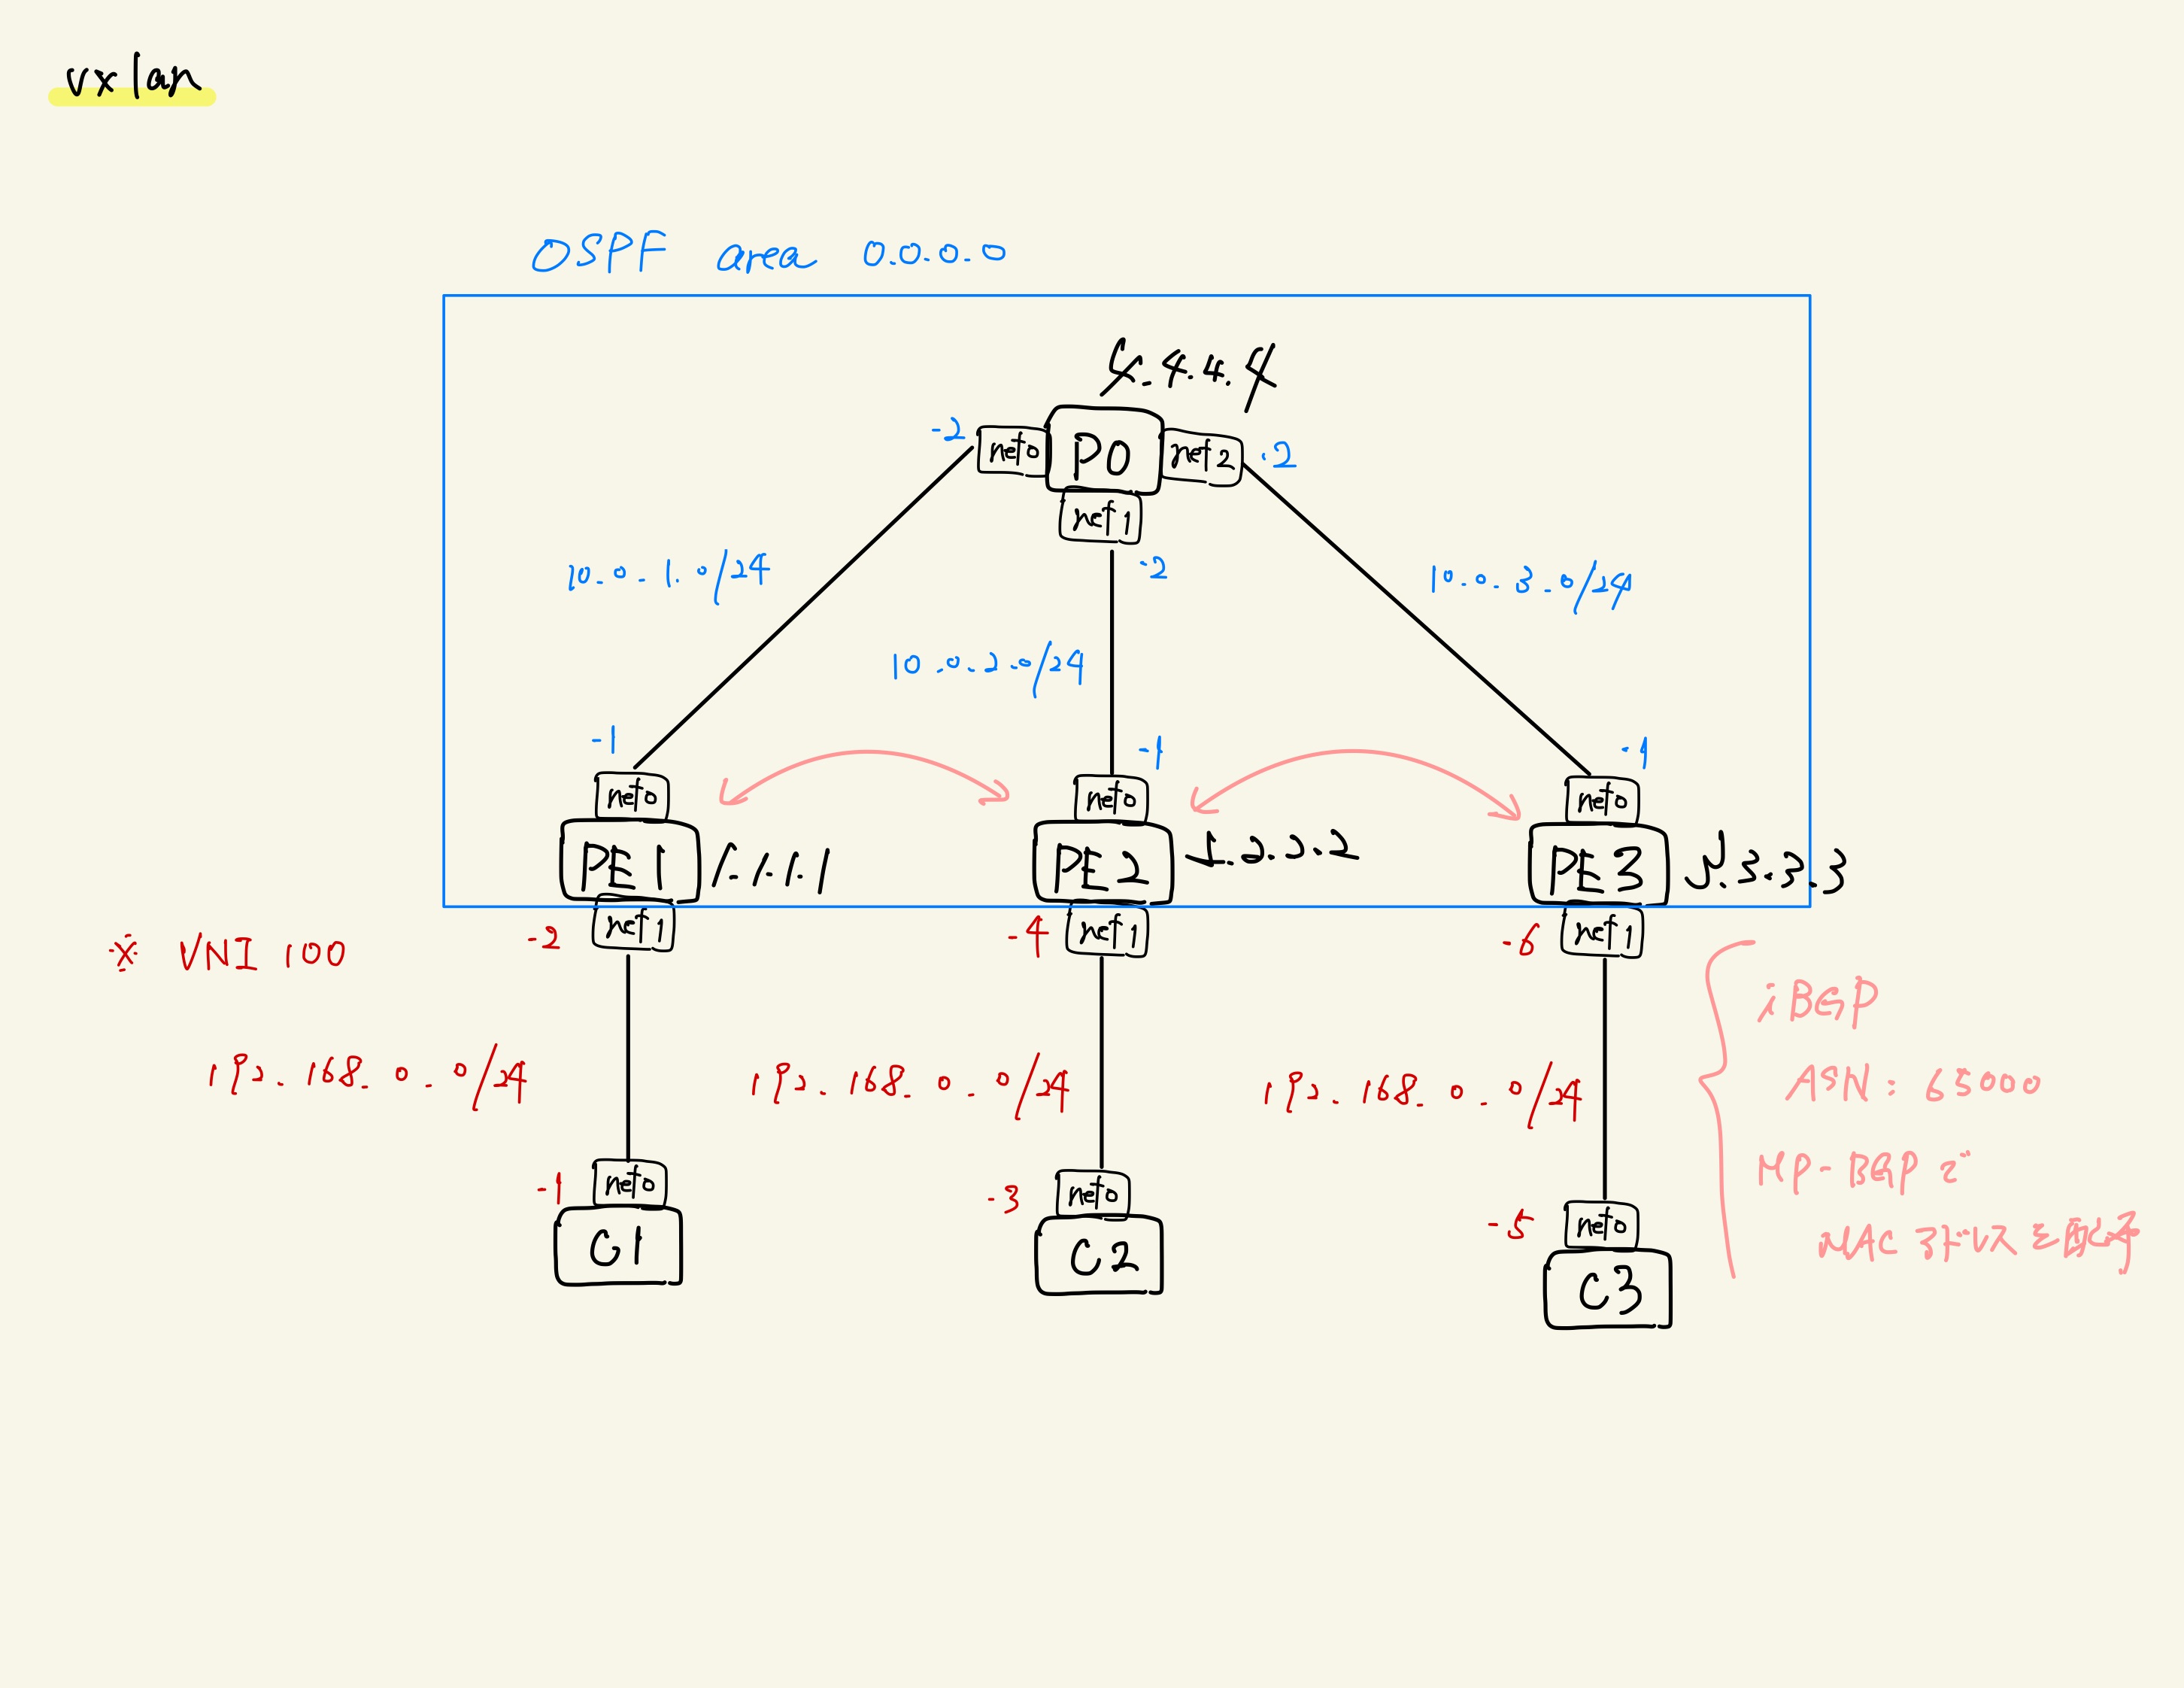 vxlan
OSPF area 0.0.0.0
4.4.4.4
.2
net0
P0
net2
.2
net1
.2
10.0.1.0/24
10.0.3.0/24
10.0.2.0/24
.1
.1
.1
net0
net0
net0
PE1
1.1.1.1
PE2
2.2.2.2
PE3
3.3.3.3
※ VNI 100
.2
net1
.4
net1
.6
net1
iBGP
192.168.0.0/24
192.168.0.0/24
192.168.0.0/24
ASN: 65000
MP-BGPで
MACアドレスを配る
.1
net0
.3
net0
.5
net0
C1
C2
C3